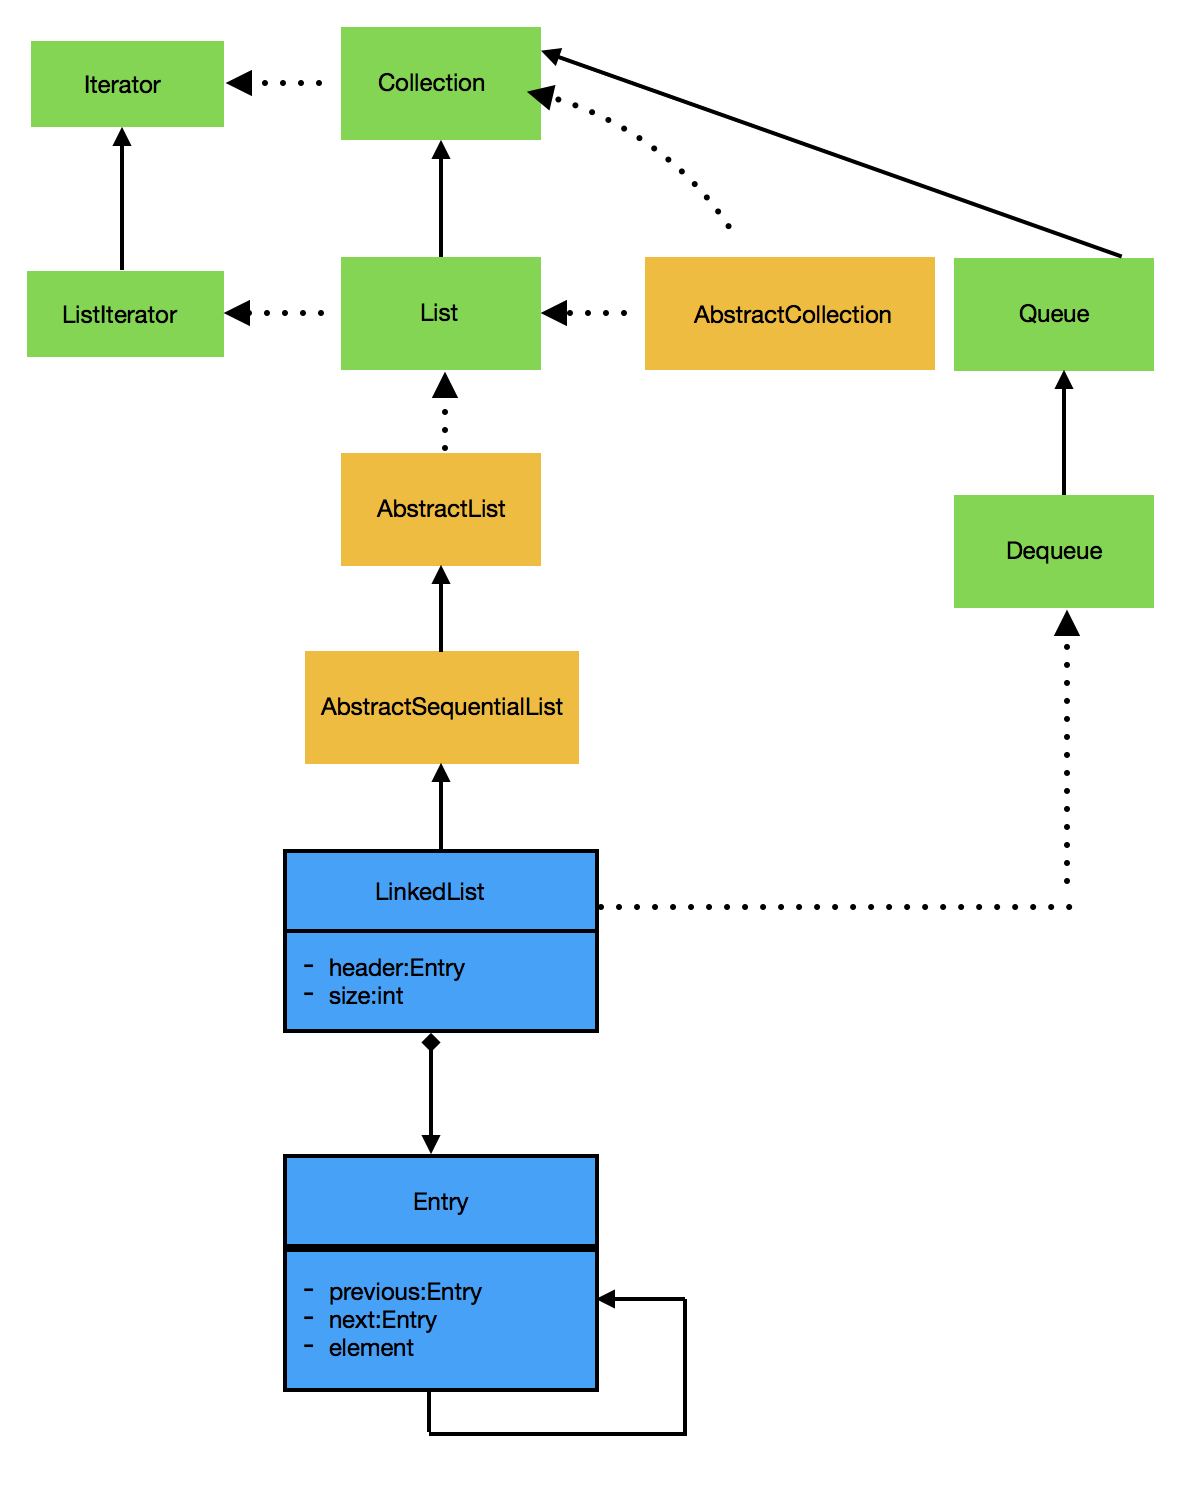 Iterator
Collection
ListIterator
List
AbstractCollection
Queue
AbstractList
Dequeue
AbstractSequentialList
LinkedList
- header:Entry
- size:int
Entry
- previous:Entry
- next:Entry
- element